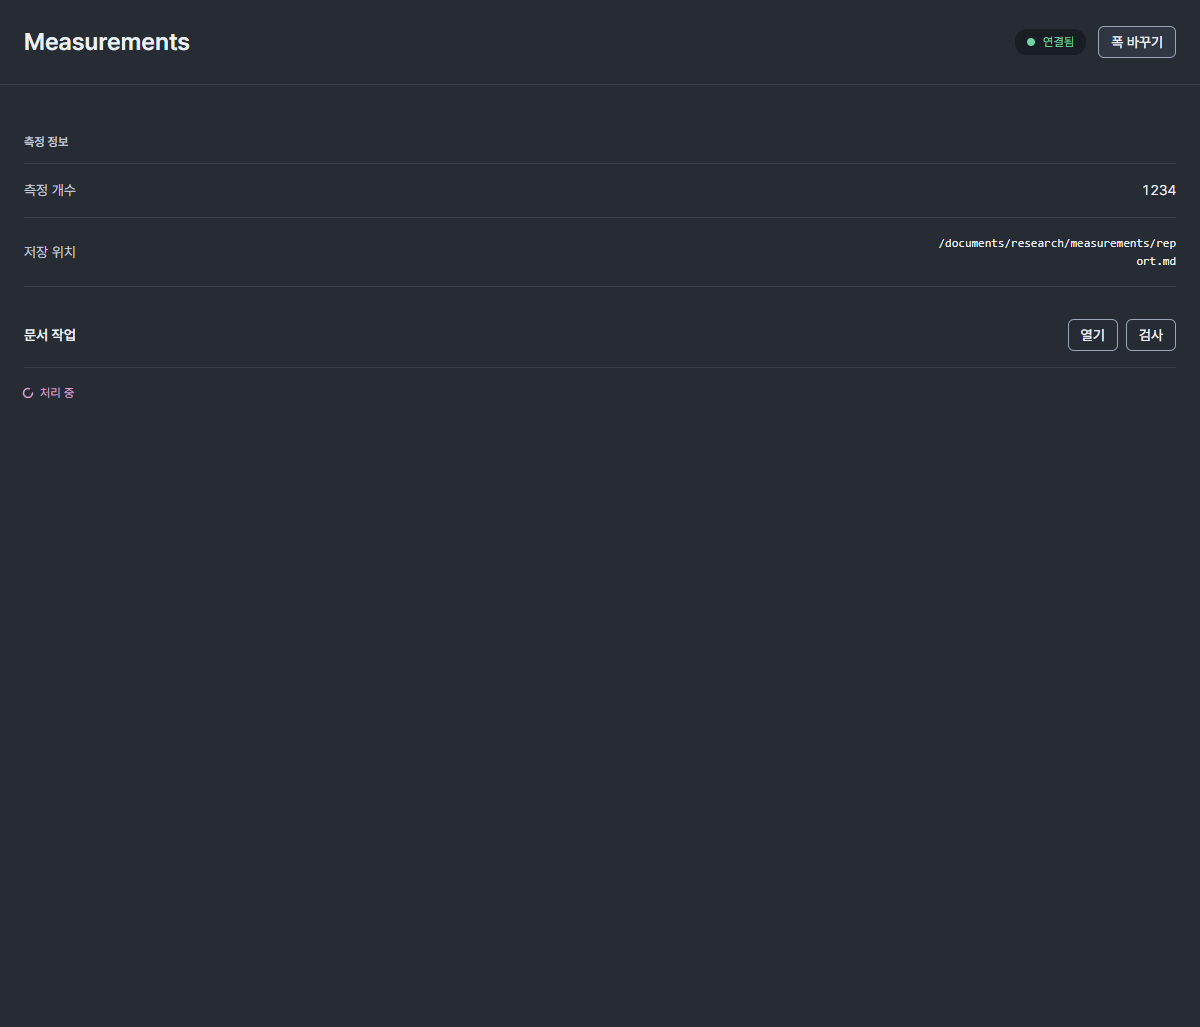 Measurements
연결됨
폭 바꾸기
측정 정보
측정 개수
1234
저장 위치
/documents/research/measurements/rep
ort.md
문서 작업
열기
검사
처리 중